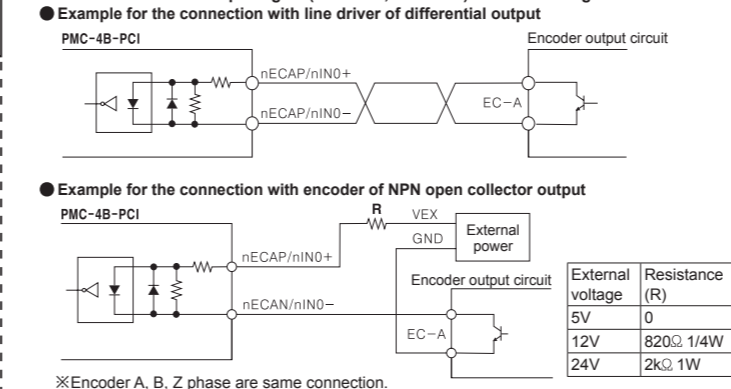 ● Example for the connection with line driver of differential output
PMC-4B-PCI
Encoder output circuit
nECAP/nIN0+
nECAP/nIN0-
EC-A
● Example for the connection with encoder of NPN open collector output
PMC-4B-PCI
R
VEX
GND
External
power
nECAP/nIN0+
Encoder output circuit
nECAN/nIN0-
EC-A
External voltage Resistance (R)
5V 0
12V 820Ω 1/4W
24V 2kΩ 1W
※Encoder A, B, Z phase are same connection.